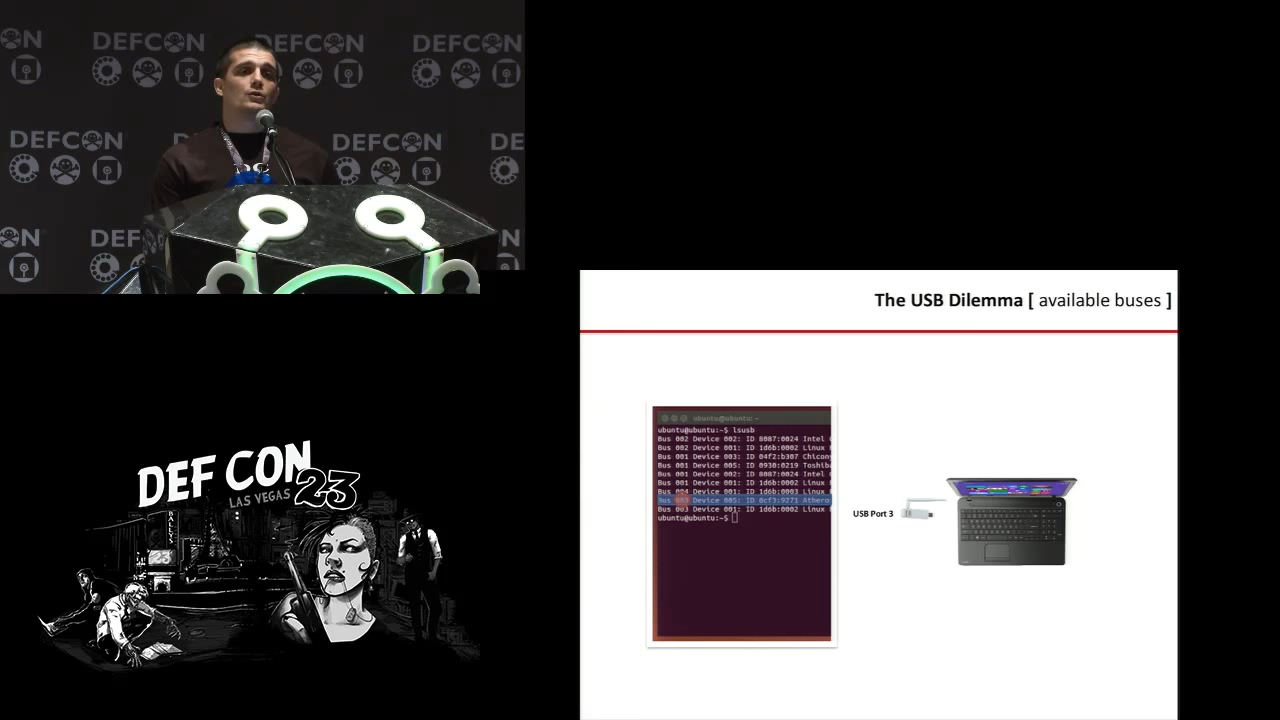 DEFCON
DEFCON
DEFCON
DEFCON
DEF CON
LAS VEGAS 23
BALLYS
23
The USB Dilemma [ available buses ]
ubuntu@ubuntu: ~
ubuntu@ubuntu:~$ lsusb
Bus 002 Device 002: ID 8087:0024 Intel
Bus 002 Device 001: ID 1d6b:0002 Linux
Bus 001 Device 003: ID 04f2:b307 Chicony
Bus 001 Device 005: ID 0930:0219 Toshiba
Bus 001 Device 002: ID 8087:0024 Intel
Bus 001 Device 001: ID 1d6b:0002 Linux
Bus 004 Device 001: ID 1d6b:0003 Linux
Bus 003 Device 005: ID 0cf3:9271 Athero
Bus 003 Device 001: ID 1d6b:0002 Linux
ubuntu@ubuntu:~$
USB Port 3